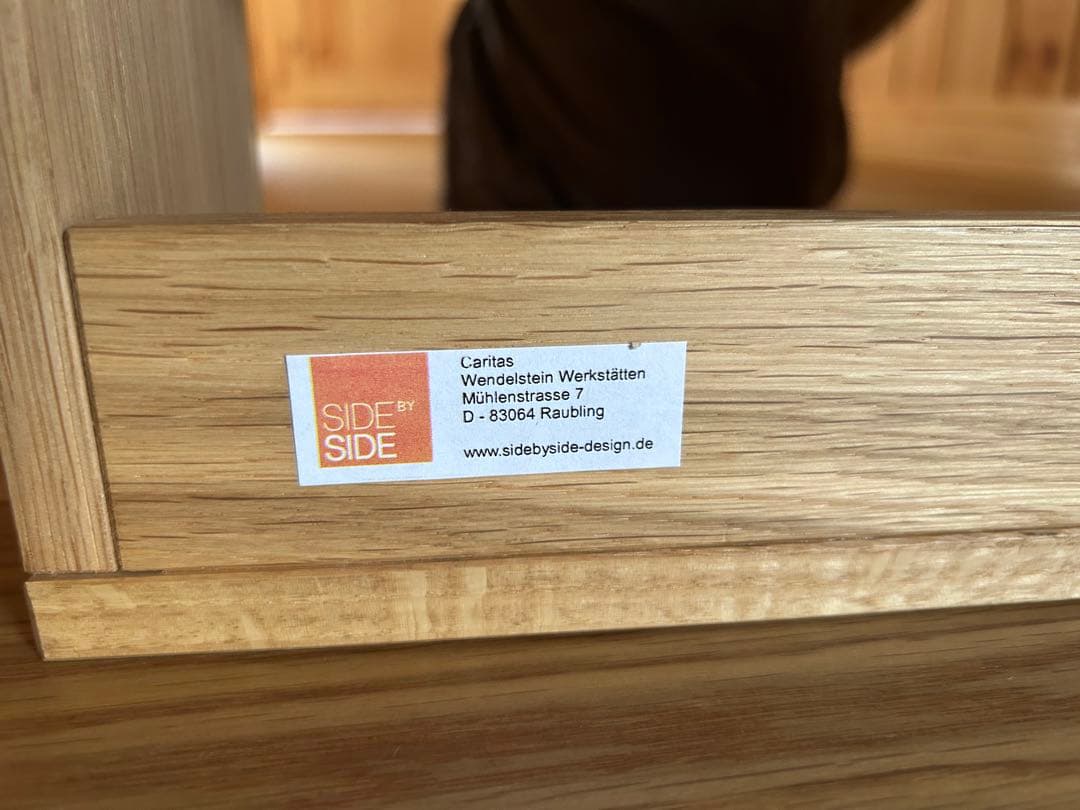 SIDE BY
SIDE
Caritas
Wendelstein Werkstätten
Mühlenstrasse 7
D - 83064 Raubling
www.sidebyside-design.de